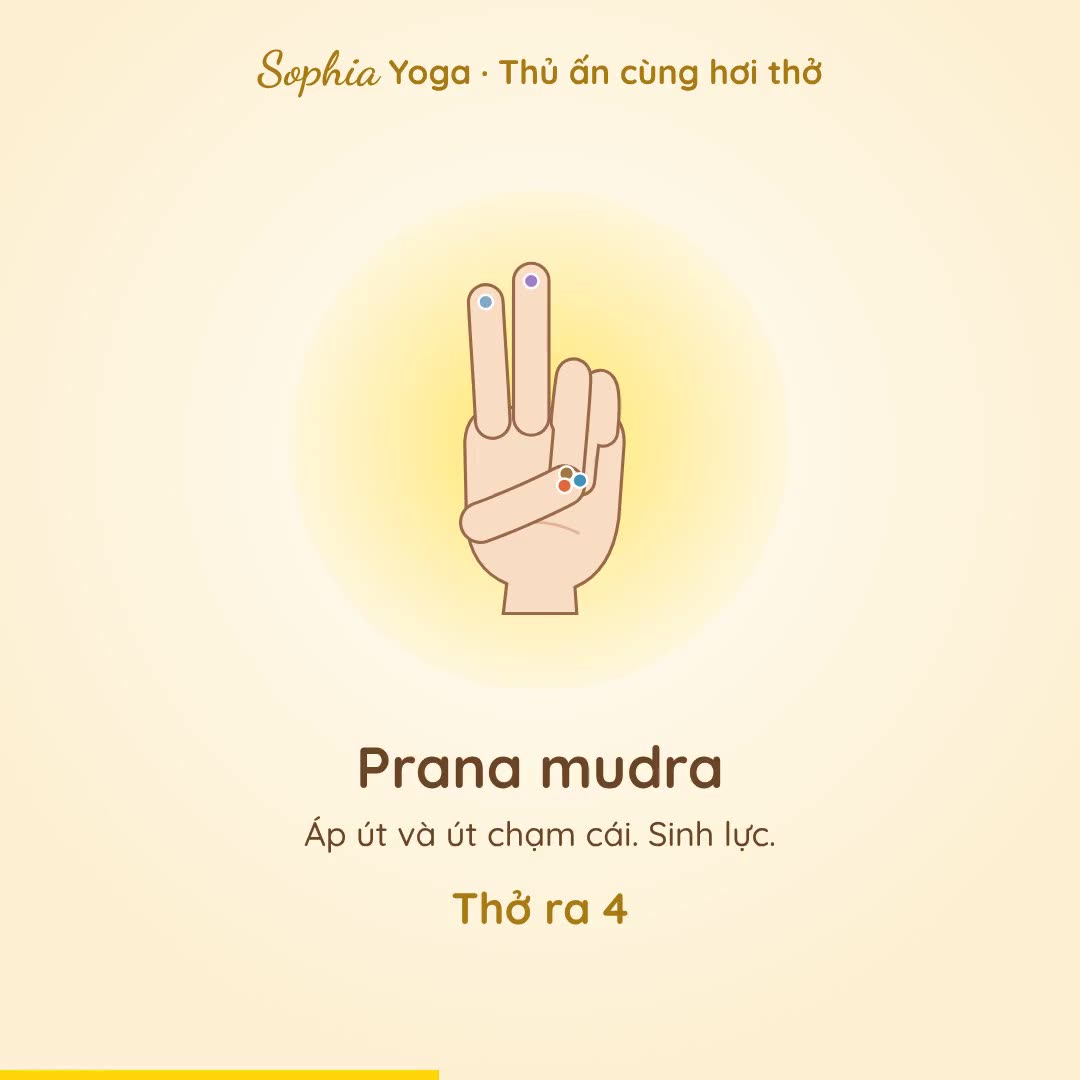 Sophia Yoga · Thủ ấn cùng hơi thở
Prana mudra
Áp út và út chạm cái. Sinh lực.
Thở ra 4